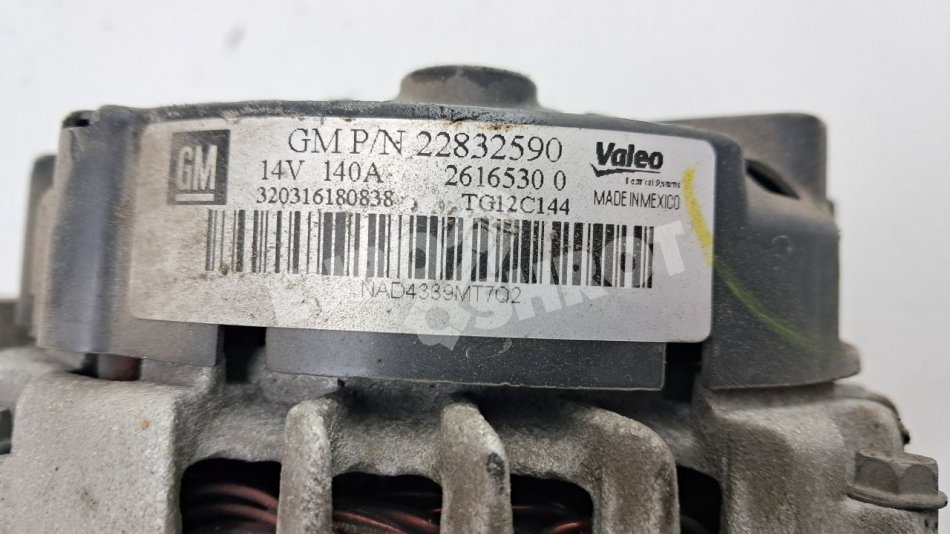 GM
GM P/N 22832590
14V 140A 2616530 0
320316180838 TG12C144
Valeo
MADE IN MEXICO
NAD4339MT7Q2